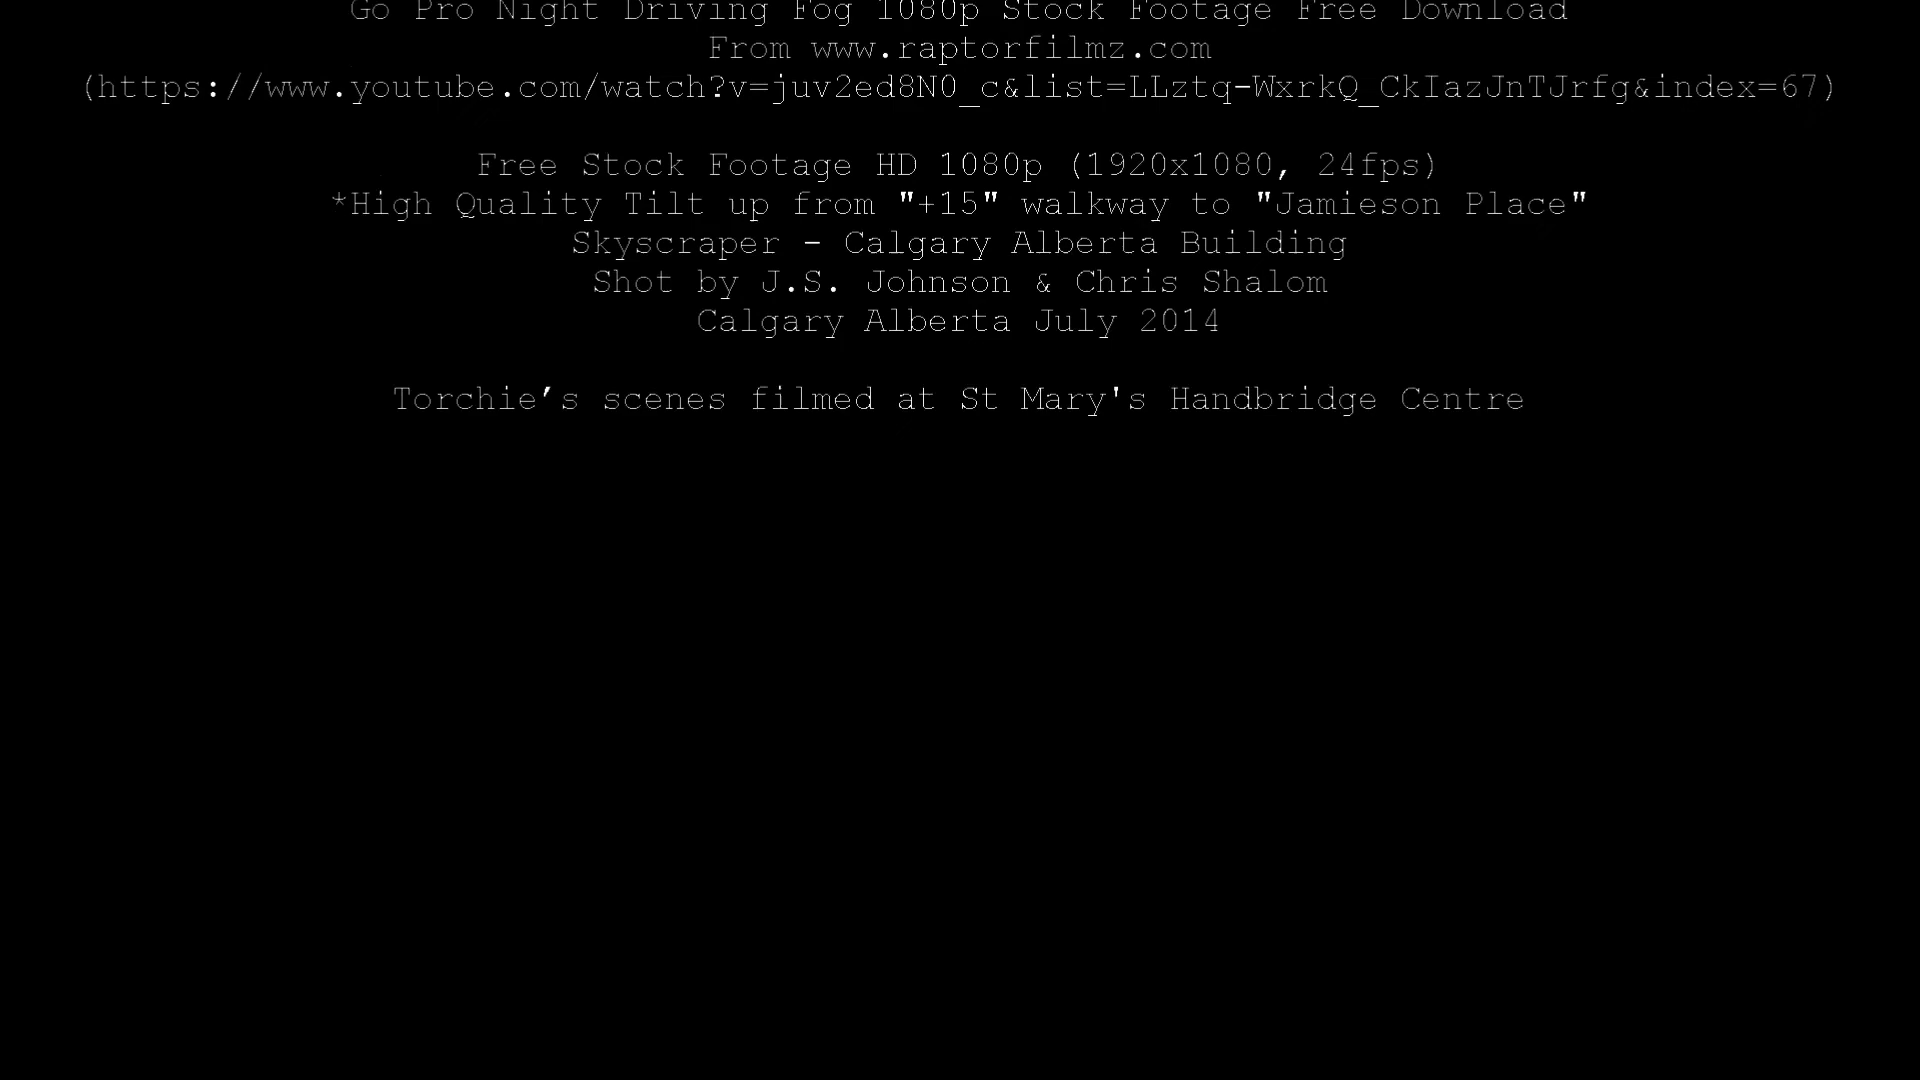 Go Pro Night Driving Fog 1080p Stock Footage Free Download
From www.raptorfilmz.com
(https://www.youtube.com/watch?v=juv2ed8N0_c&list=LLztq-WxrkQ_CkIazJnTJrfg&index=67)
Free Stock Footage HD 1080p (1920x1080, 24fps)
*High Quality Tilt up from "+15" walkway to "Jamieson Place"
Skyscraper - Calgary Alberta Building
Shot by J.S. Johnson & Chris Shalom
Calgary Alberta July 2014
Torchie’s scenes filmed at St Mary's Handbridge Centre